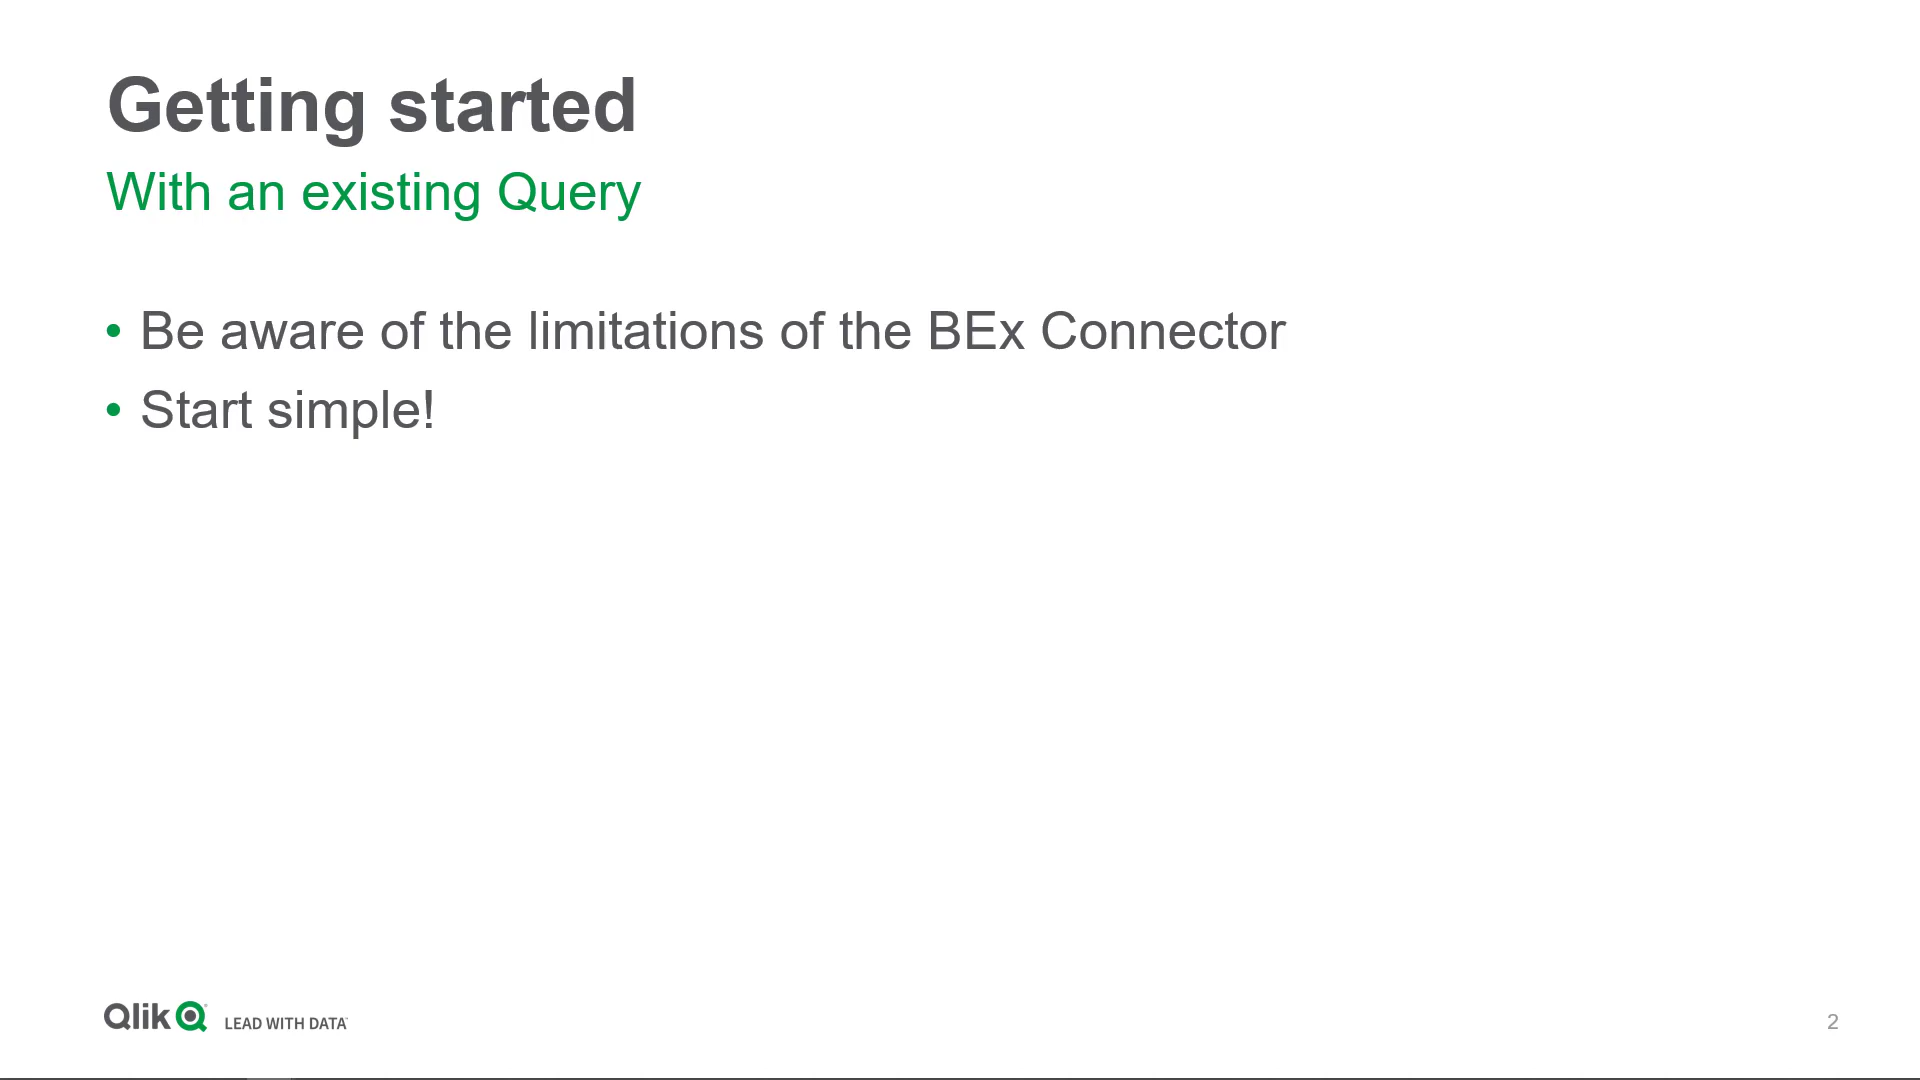 Getting started
With an existing Query
• Be aware of the limitations of the BEx Connector
• Start simple!
Qlik LEAD WITH DATA
2